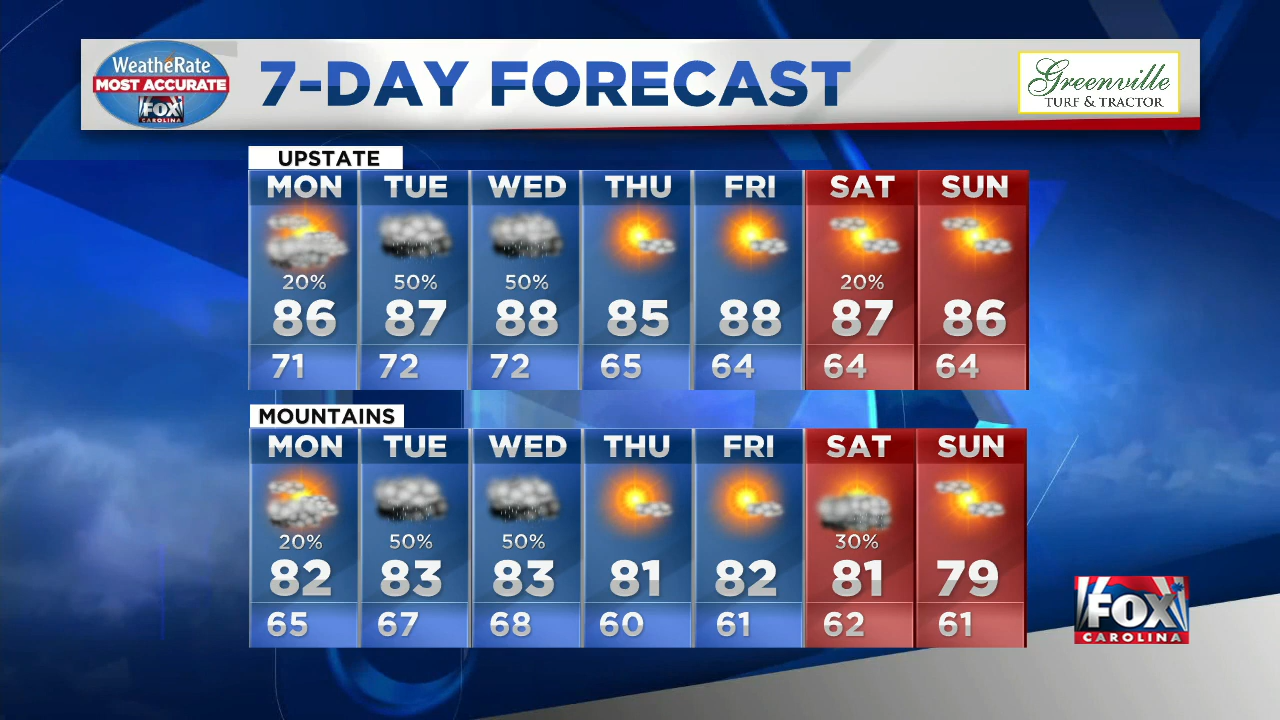 WeatheRate
MOST ACCURATE
FOX
CAROLINA
7-DAY FORECAST
Greenville
TURF & TRACTOR
UPSTATE
MON TUE WED THU FRI SAT SUN
20% 50% 50% 20%
86 87 88 85 88 87 86
71 72 72 65 64 64 64
MOUNTAINS
MON TUE WED THU FRI SAT SUN
20% 50% 50% 30%
82 83 83 81 82 81 79
65 67 68 60 61 62 61
FOX
CAROLINA